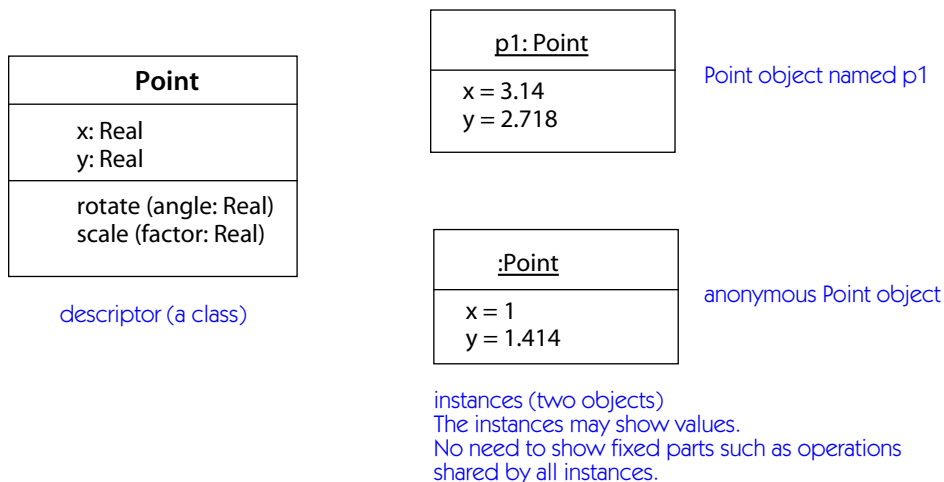 Point
x: Real
y: Real
rotate (angle: Real)
scale (factor: Real)
descriptor (a class)
p1: Point
x = 3.14
y = 2.718
Point object named p1
:Point
x = 1
y = 1.414
anonymous Point object
instances (two objects)
The instances may show values.
No need to show fixed parts such as operations
shared by all instances.